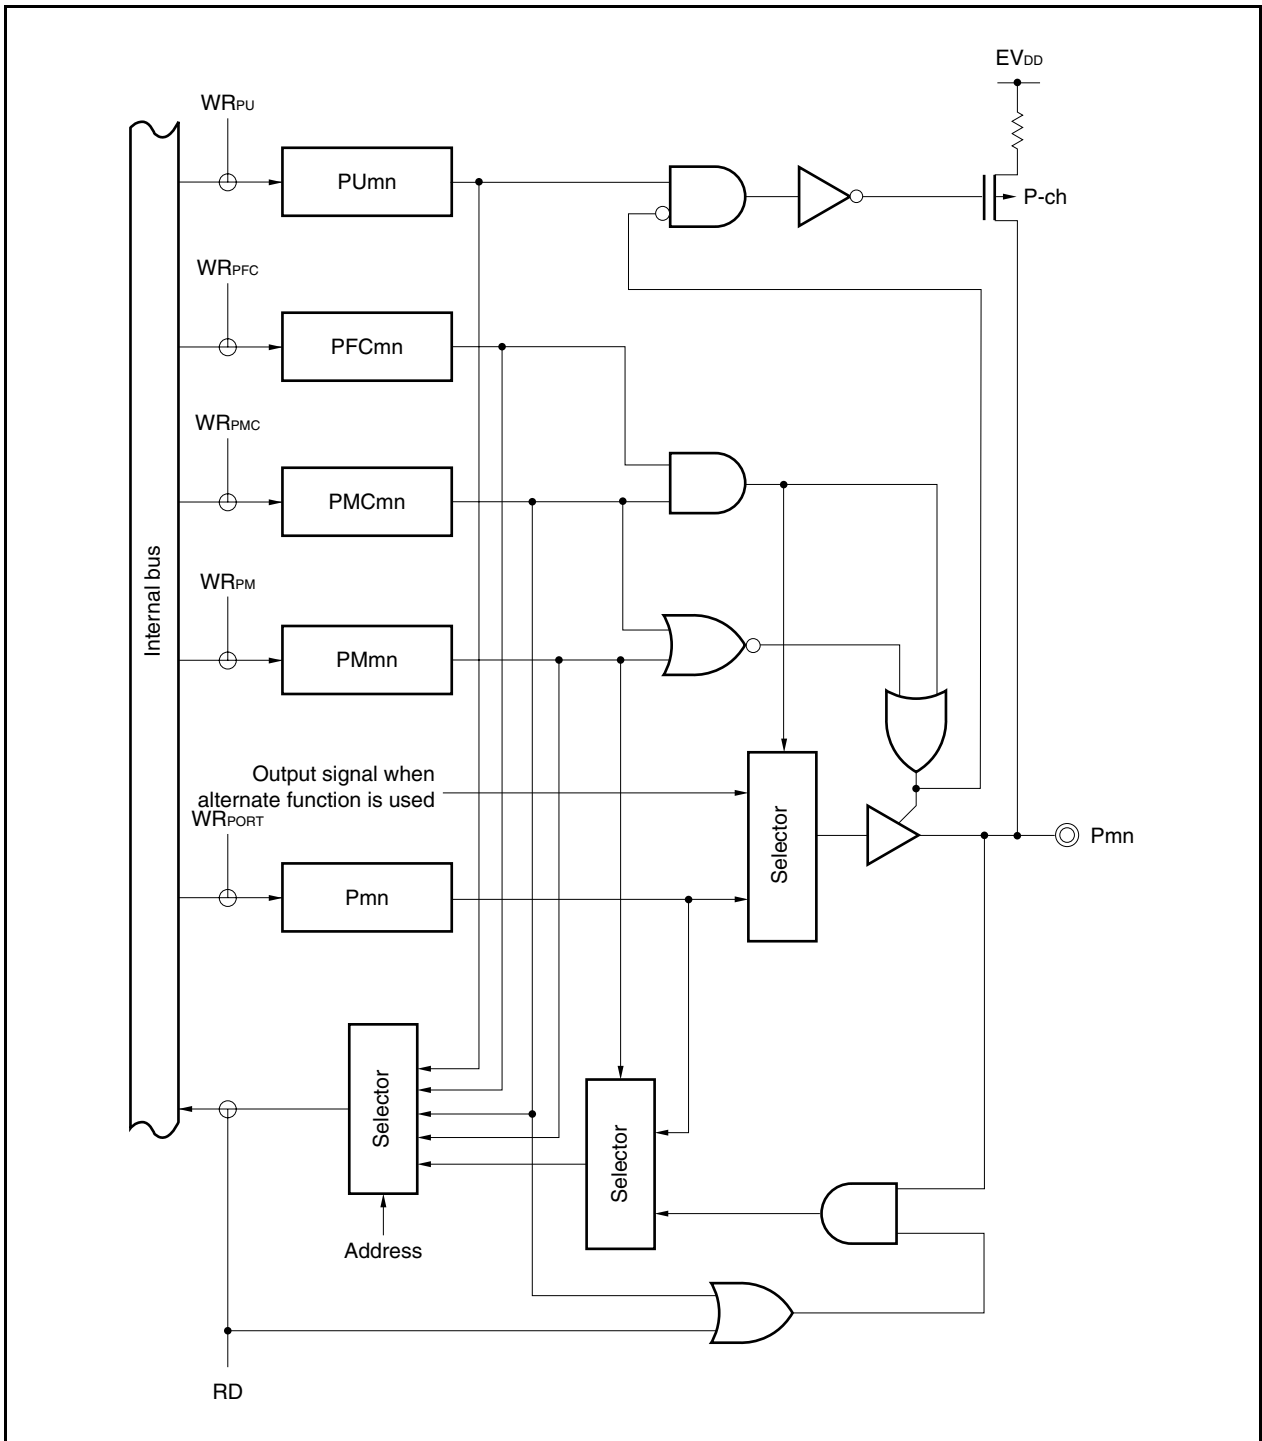 EVDD
WRPU
PUmn
P-ch
WRPFC
PFCmn
WRPMC
PMCmn
Internal bus
WRPM
PMmn
Output signal when
alternate function is used
WRPORT
Selector
Pmn
Pmn
Selector
Selector
Address
RD